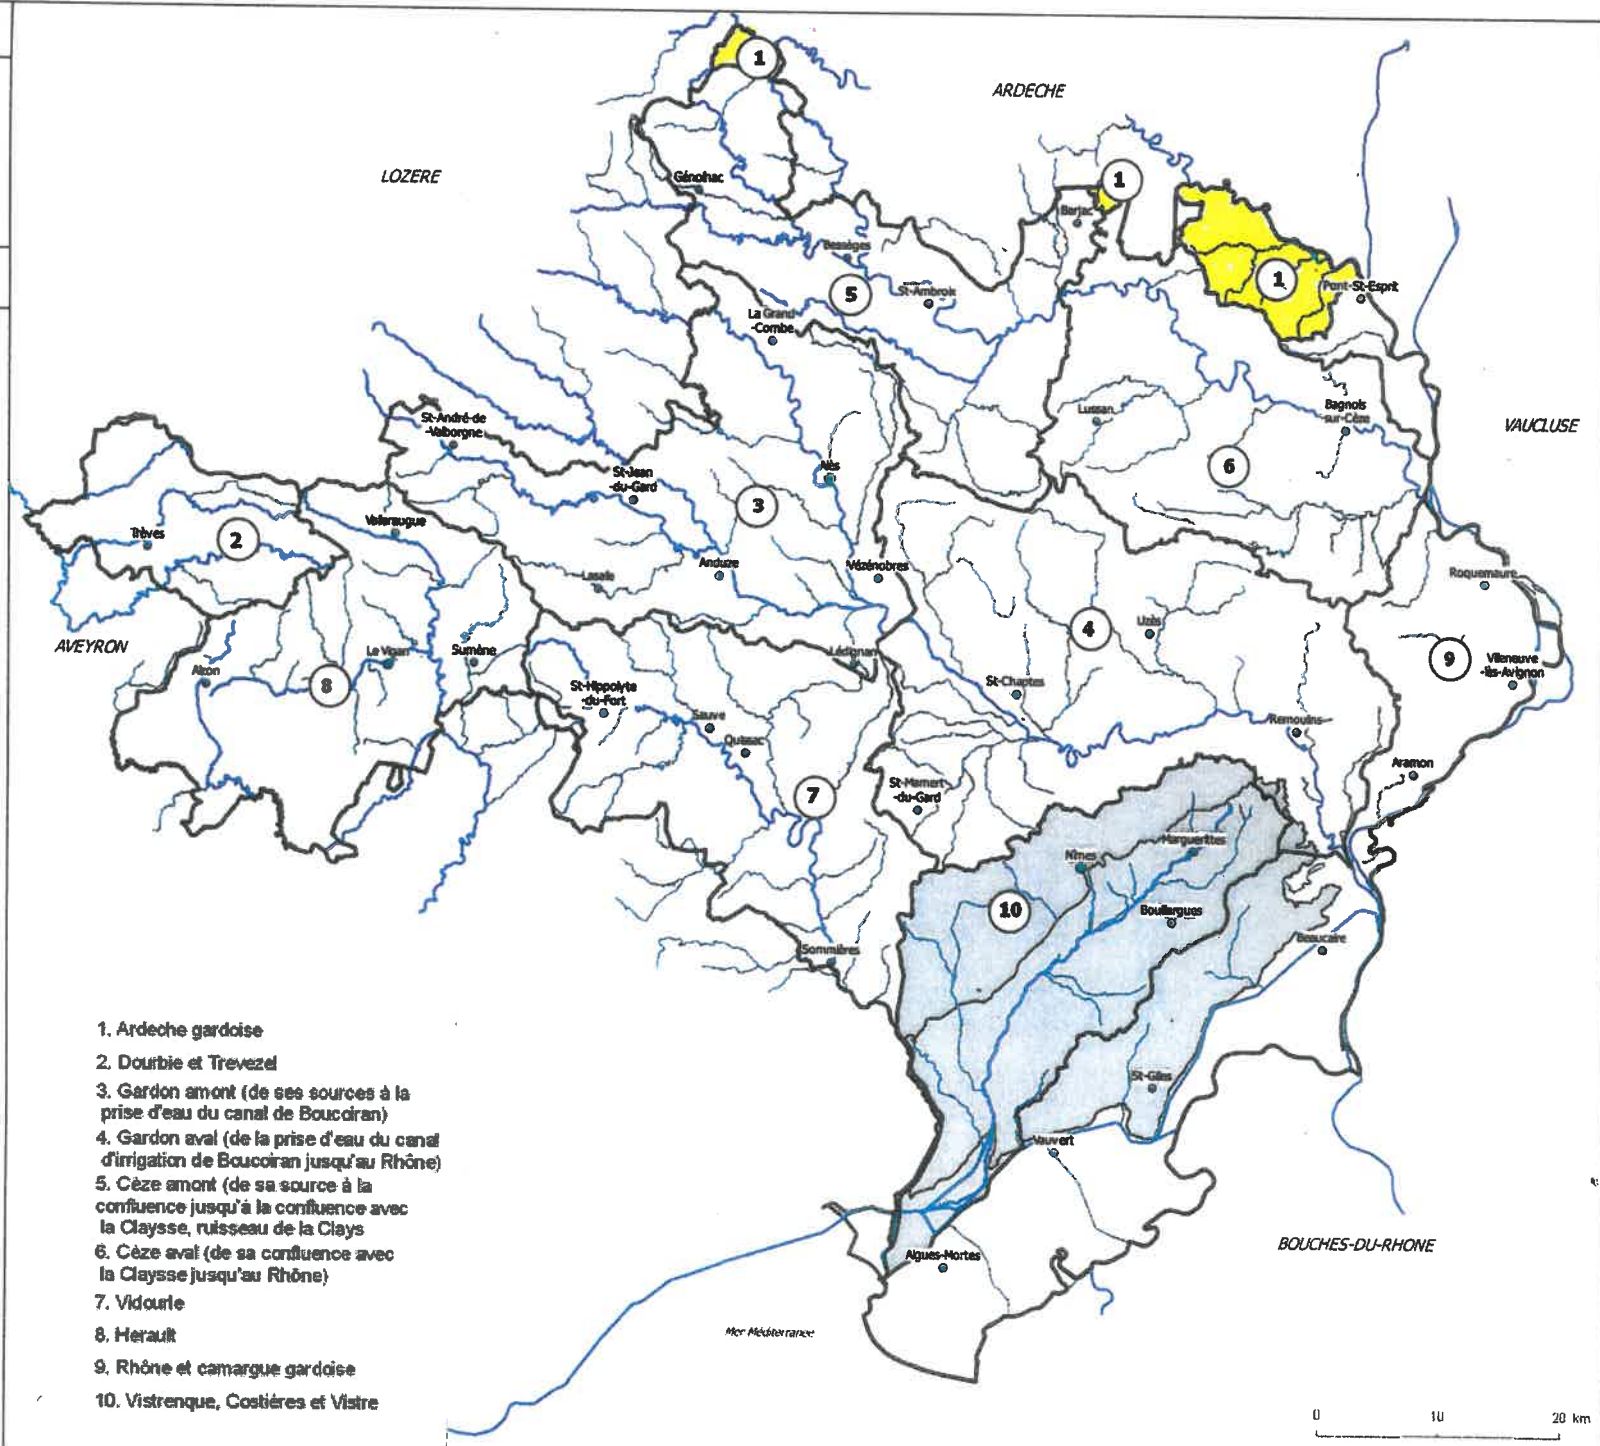 1
ARDECHE
LOZERE
Génolhac
1
Barjac
Bessèges
5
St-Ambroix
1
Pont-St-Esprit
La Grand
-Combe
St-André-de
-Valborgne
Lussan
Bagnols
-sur-Cèze
VAUCLUSE
6
St-Jean
-du-Gard
Alès
3
Trèves
2
Valleraugue
Lasalle
Anduze
Vézénobres
Roquemaure
4
Uzès
AVEYRON
Alzon
8
Le Vigan
Sumène
Lédignan
9
Villeneuve
-lès-Avignon
St-Hippolyte
-du-Fort
Sauve
Quissac
St-Chaptes
Remoulins
7
St-Mamert
-du-Gard
Aramon
Nîmes
Marguerittes
10
Bouillargues
Beaucaire
Sommières
St-Gilles
Vauvert
Aigues-Mortes
BOUCHES-DU-RHONE
Mer Méditerranée
1. Ardeche gardoise
2. Dourbie et Trevezel
3. Gardon amont (de ses sources à la
prise d'eau du canal de Boucoiran)
4. Gardon aval (de la prise d'eau du canal
d'irrigation de Boucoiran jusqu'au Rhône)
5. Cèze amont (de sa source à la
confluence jusqu'à la confluence avec
la Claysse, ruisseau de la Clays
6. Cèze aval (de sa confluence avec
la Claysse jusqu'au Rhône)
7. Vidourle
8. Herault
9. Rhône et camargue gardoise
10. Vistrenque, Costières et Vistre
0 10 20 km